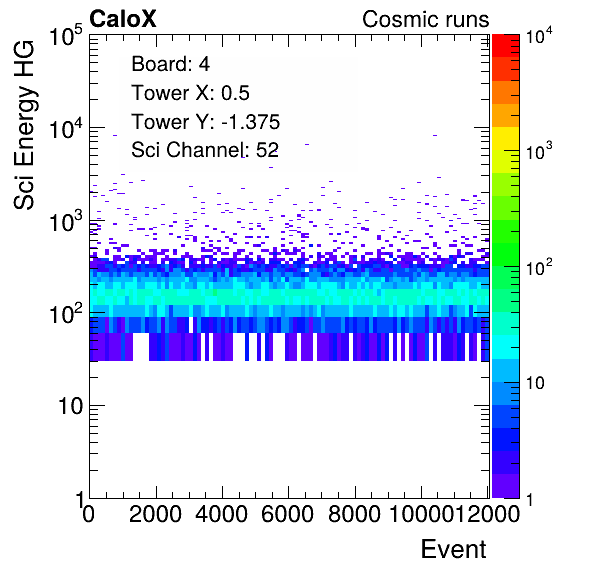 CaloX Cosmic runs
Sci Energy HG
Board: 4
Tower X: 0.5
Tower Y: -1.375
Sci Channel: 52
10^5
10^4
10^3
10^2
10
1
0 2000 4000 6000 8000 10000 12000
Event
10^4
10^3
10^2
10
1